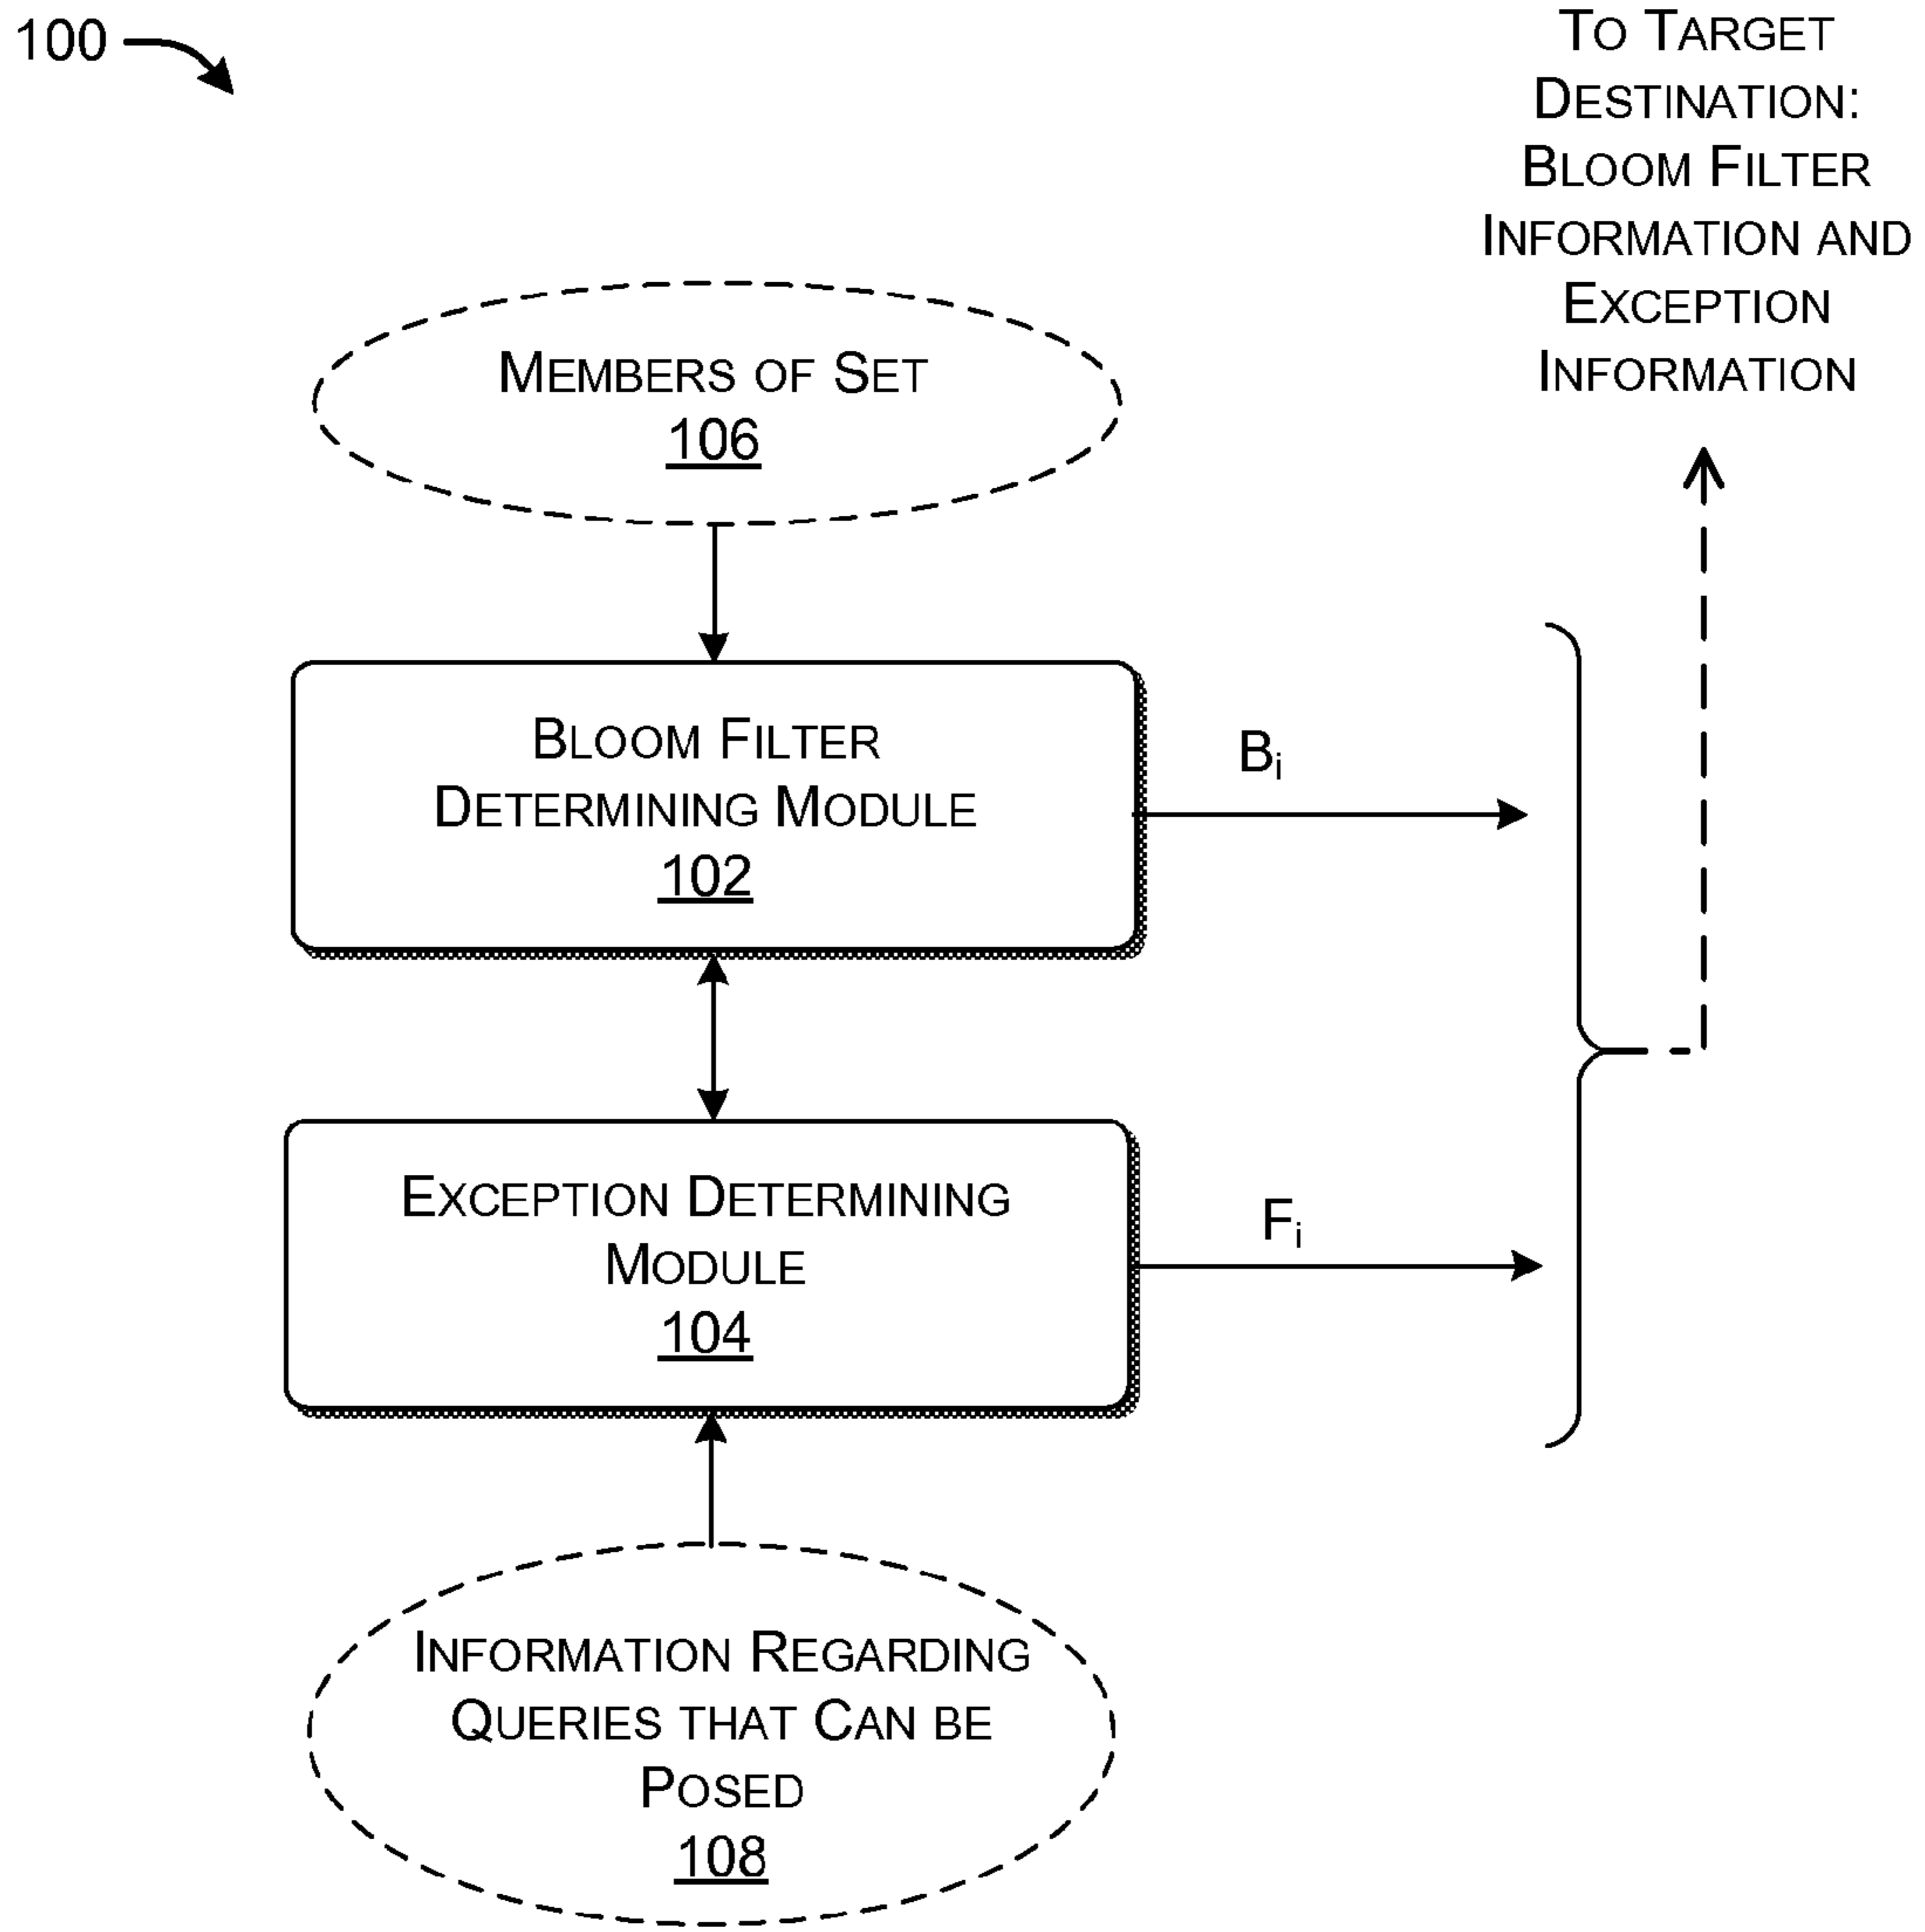 100
TO TARGET
DESTINATION:
BLOOM FILTER
INFORMATION AND
EXCEPTION
INFORMATION
MEMBERS OF SET
106
BLOOM FILTER
DETERMINING MODULE
102
Bi
EXCEPTION DETERMINING
MODULE
104
Fi
INFORMATION REGARDING
QUERIES THAT CAN BE
POSED
108